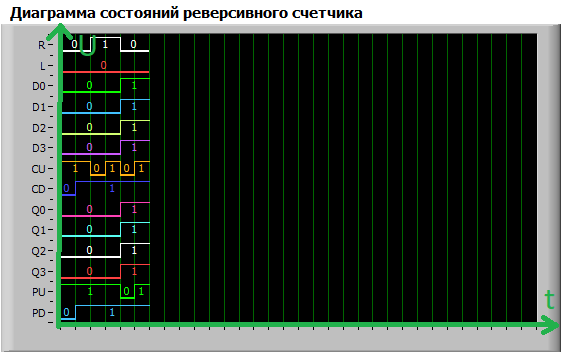 Диаграмма состояний реверсивного счетчика
U
R 0 1 0
L 0
D0 0 1
D1 0 1
D2 0 1
D3 0 1
CU 1 0 1 0 1
CD 0 1
Q0 0 1
Q1 0 1
Q2 0 1
Q3 0 1
PU 1 0 1
PD 0 1
t